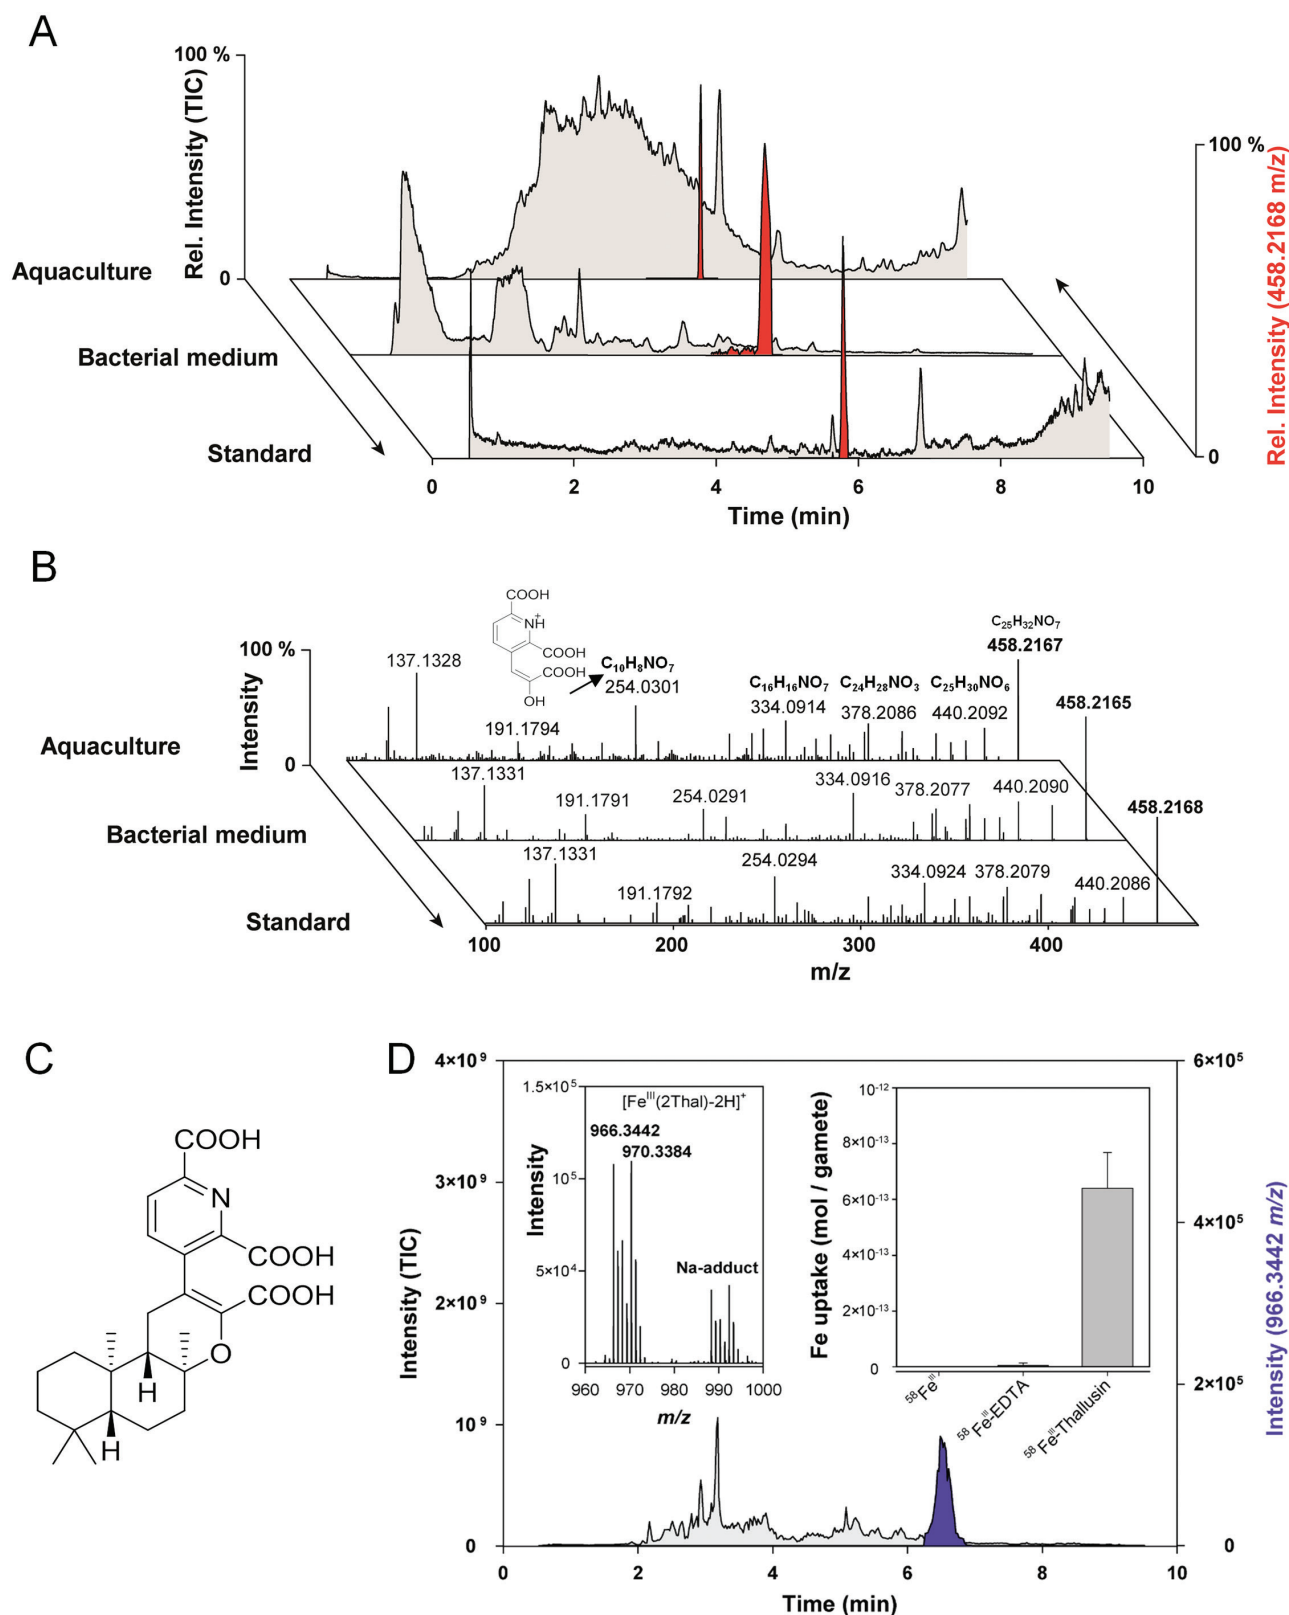 A
100 %
Rel. Intensity (TIC)
0
Aquaculture
Bacterial medium
Standard
100 %
Rel. Intensity (458.2168 m/z)
0
0 2 4 6 8 10
Time (min)
B
100 %
Intensity
0
Aquaculture
Bacterial medium
Standard
COOH
NH
+
COOH
COOH
OH
137.1328
191.1794
C₁₀H₈NO₇
254.0301
C₁₆H₁₆NO₇
334.0914
C₂₄H₂₈NO₃
378.2086
C₂₅H₃₀NO₆
440.2092
C₂₅H₃₂NO₇
458.2167
137.1331
191.1791
254.0291
334.0916
378.2077
440.2090
458.2165
137.1331
191.1792
254.0294
334.0924
378.2079
440.2086
458.2168
100 200 300 400
m/z
C
COOH
N
COOH
COOH
O
H
H
D
4×10⁹
3×10⁹
2×10⁹
10⁹
0
Intensity (TIC)
1.5×10⁵
10⁵
5×10⁴
0
Intensity
[Feᴵᴵᴵ(2Thal)-2H]⁺
966.3442
970.3384
Na-adduct
960 970 980 990 1000
m/z
10⁻¹²
8×10⁻¹³
6×10⁻¹³
4×10⁻¹³
2×10⁻¹³
0
Fe uptake (mol / gamete)
⁵⁸Feᴵᴵᴵ
⁵⁸Feᴵᴵᴵ-EDTA
⁵⁸Feᴵᴵᴵ-Thallusin
6×10⁵
4×10⁵
2×10⁵
0
Intensity (966.3442 m/z)
0 2 4 6 8 10
Time (min)